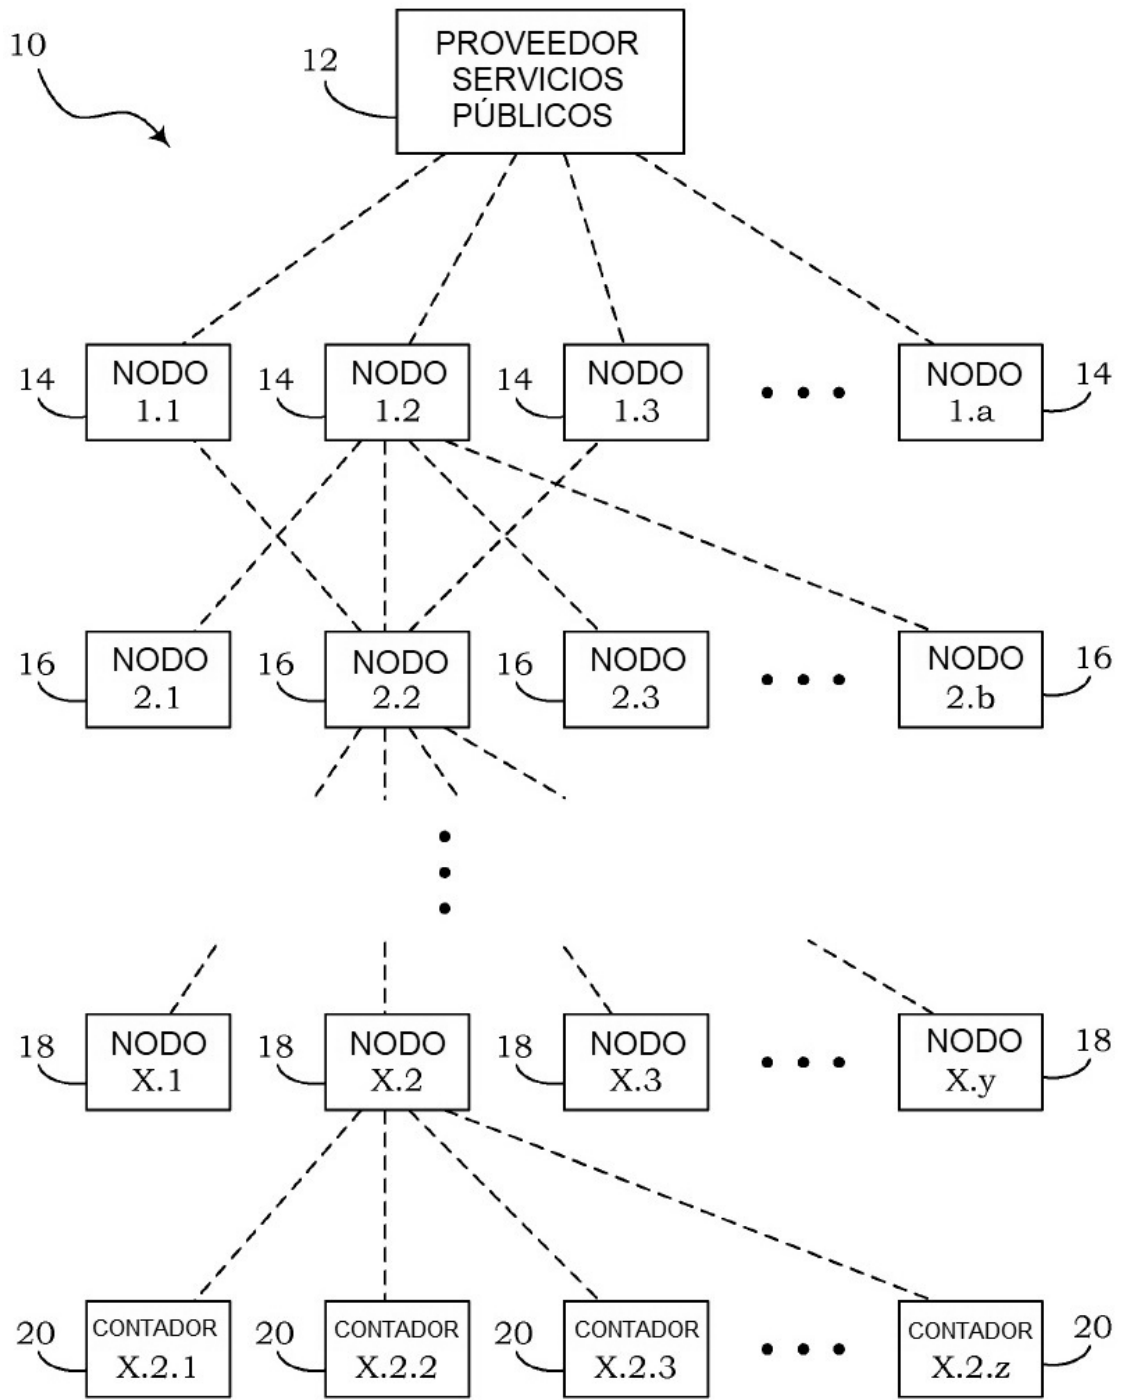 10
12
PROVEEDOR
SERVICIOS
PÚBLICOS
14
NODO
1.1
14
NODO
1.2
14
NODO
1.3
NODO
1.a
14
16
NODO
2.1
16
NODO
2.2
16
NODO
2.3
NODO
2.b
16
18
NODO
X.1
18
NODO
X.2
18
NODO
X.3
NODO
X.y
18
20
CONTADOR
X.2.1
20
CONTADOR
X.2.2
20
CONTADOR
X.2.3
CONTADOR
X.2.z
20